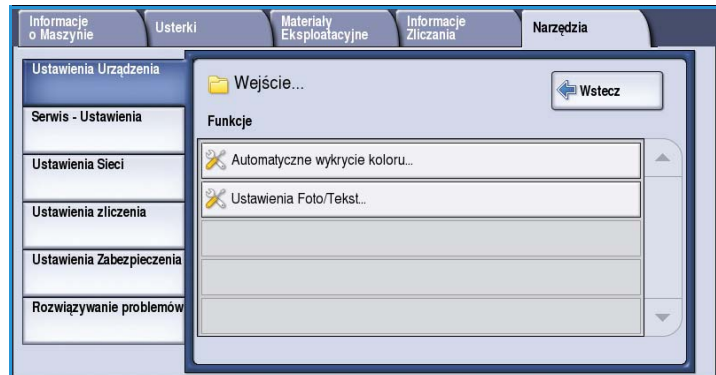 Informacje
o Maszynie
Usterki
Materiały
Eksploatacyjne
Informacje
Zliczania
Narzędzia
Ustawienia Urządzenia
Serwis - Ustawienia
Ustawienia Sieci
Ustawienia zliczenia
Ustawienia Zabezpieczenia
Rozwiązywanie problemów
Wejście...
Wstecz
Funkcje
Automatyczne wykrycie koloru...
Ustawienia Foto/Tekst...